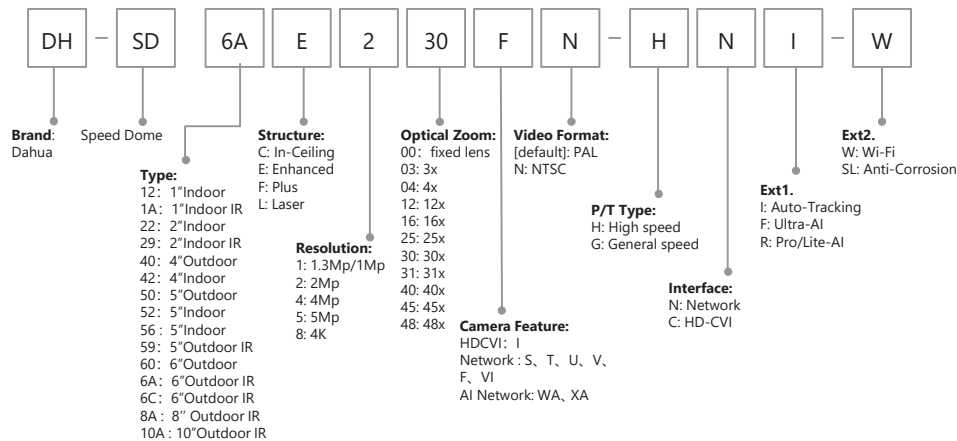 DH – SD 6A E 2 30 F N – H N I – W
Brand:
Dahua
Speed Dome
Type:
12： 1"Indoor
1A： 1"Indoor IR
22： 2"Indoor
29： 2"Indoor IR
40： 4"Outdoor
42： 4"Indoor
50： 5"Outdoor
52： 5"Indoor
56 : 5"Indoor
59： 5"Outdoor IR
60： 6"Outdoor
6A： 6"Outdoor IR
6C： 6"Outdoor IR
8A : 8'' Outdoor IR
10A : 10"Outdoor IR
Structure:
C: In-Ceiling
E: Enhanced
F: Plus
L: Laser
Resolution:
1: 1.3Mp/1Mp
2: 2Mp
4: 4Mp
5: 5Mp
8: 4K
Optical Zoom:
00： fixed lens
03: 3x
04: 4x
12: 12x
16: 16x
25: 25x
30: 30x
31: 31x
40: 40x
45: 45x
48: 48x
Camera Feature:
HDCVI： I
Network : S、T、U、V、
F、VI
AI Network: WA、XA
Video Format:
[default]: PAL
N: NTSC
P/T Type:
H: High speed
G: General speed
Interface:
N: Network
C: HD-CVI
Ext1.
I: Auto-Tracking
F: Ultra-AI
R: Pro/Lite-AI
Ext2.
W: Wi-Fi
SL: Anti-Corrosion